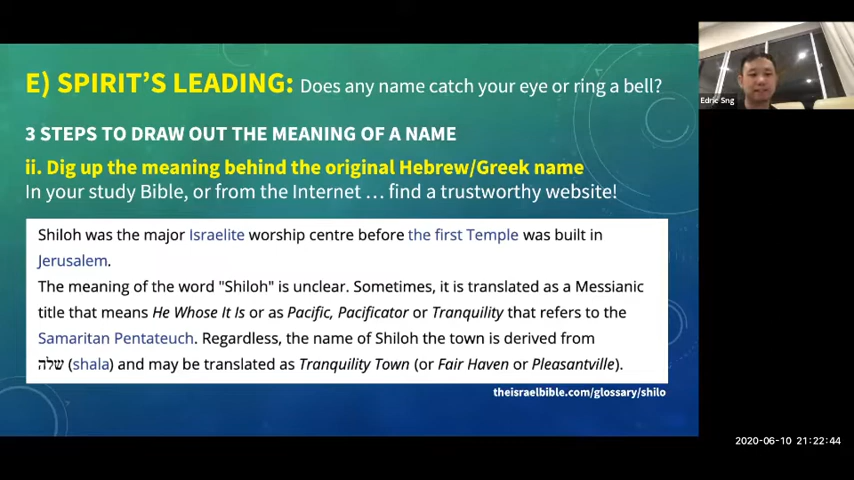 E) SPIRIT'S LEADING: Does any name catch your eye or ring a bell?
3 STEPS TO DRAW OUT THE MEANING OF A NAME
ii. Dig up the meaning behind the original Hebrew/Greek name
In your study Bible, or from the Internet … find a trustworthy website!
Shiloh was the major Israelite worship centre before the first Temple was built in
Jerusalem.
The meaning of the word "Shiloh" is unclear. Sometimes, it is translated as a Messianic
title that means He Whose It Is or as Pacific, Pacificator or Tranquility that refers to the
Samaritan Pentateuch. Regardless, the name of Shiloh the town is derived from
שלה (shala) and may be translated as Tranquility Town (or Fair Haven or Pleasantville).
theisraelbible.com/glossary/shilo
Edric Sng
2020-06-10 21:22:44